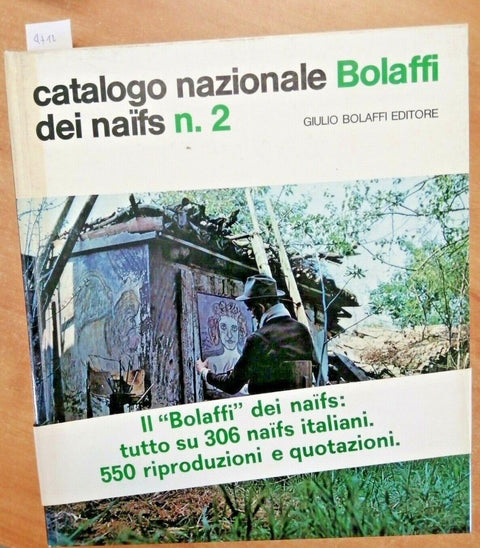 catalogo nazionale Bolaffi
dei naïfs n. 2
GIULIO BOLAFFI EDITORE
Il “Bolaffi” dei naïfs:
tutto su 306 naïfs italiani.
550 riproduzioni e quotazioni.